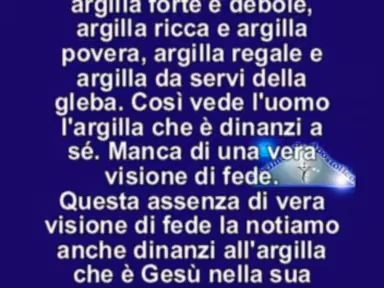 argilla forte e debole,
argilla ricca e argilla
povera, argilla regale e
argilla da servi della
gleba. Così vede l'uomo
l'argilla che è dinanzi a
sé. Manca di una vera
visione di fede.
Questa assenza di vera
visione di fede la notiamo
anche dinanzi all'argilla
che è Gesù nella sua